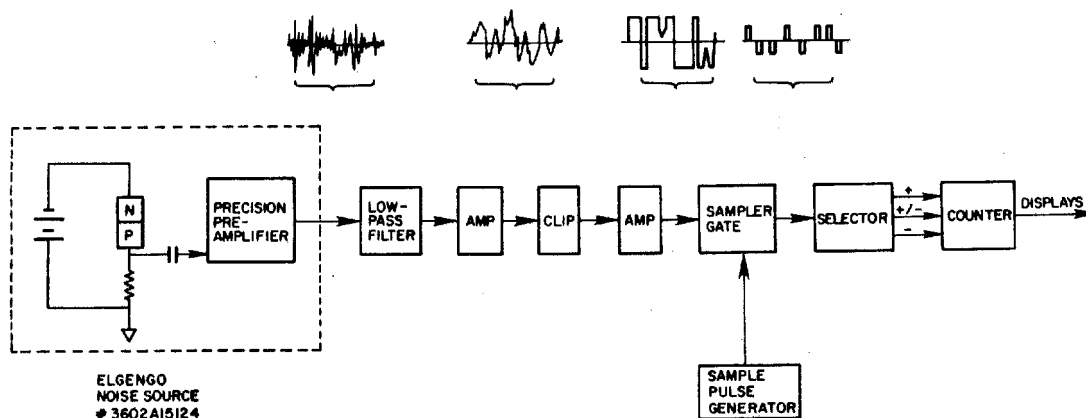 N
P
PRECISION
PRE-
AMPLIFIER
LOW-
PASS
FILTER
AMP
CLIP
AMP
SAMPLER
GATE
SELECTOR
+
+/-
-
COUNTER
DISPLAYS
ELGENGO
NOISE SOURCE
# 3602A15124
SAMPLE
PULSE
GENERATOR